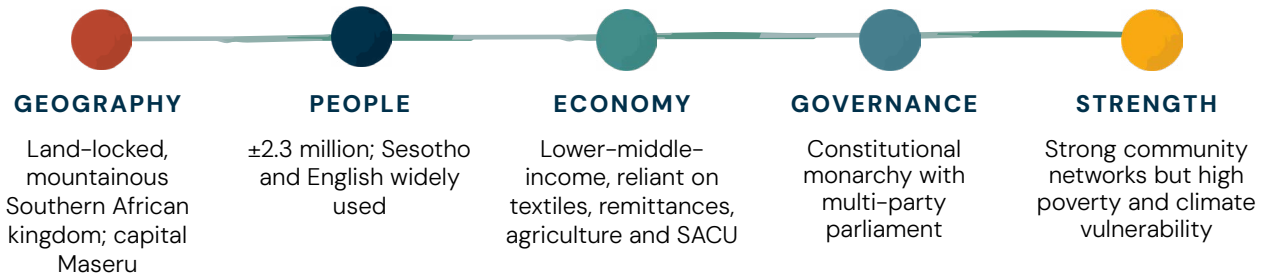 GEOGRAPHY
Land-locked,
mountainous
Southern African
kingdom; capital
Maseru
PEOPLE
±2.3 million; Sesotho
and English widely
used
ECONOMY
Lower-middle-
income, reliant on
textiles, remittances,
agriculture and SACU
GOVERNANCE
Constitutional
monarchy with
multi-party
parliament
STRENGTH
Strong community
networks but high
poverty and climate
vulnerability